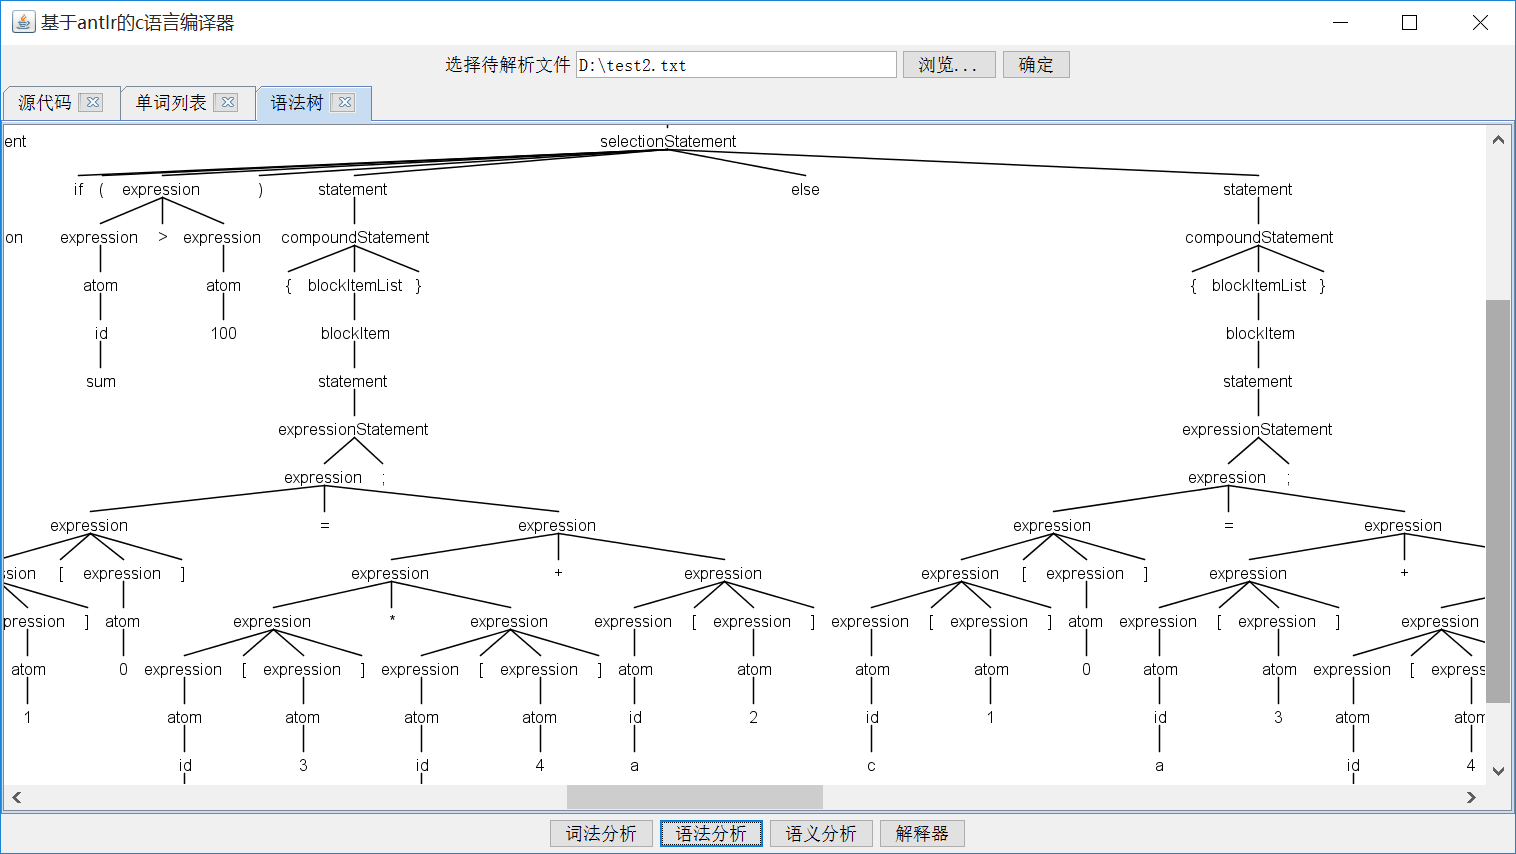 基于antlr的c语言编译器
选择待解析文件 D:\test2.txt 浏览... 确定
源代码 单词列表 语法树
ent selectionStatement
if ( expression ) statement else statement
on expression > expression compoundStatement compoundStatement
atom atom { blockItemList } { blockItemList }
id 100 blockItem blockItem
sum statement statement
expressionStatement expressionStatement
expression ; expression ;
expression = expression expression = expression
ssion [ expression ] expression + expression expression [ expression ] expression +
pression ] atom expression * expression expression [ expression ] expression [ expression ] atom expression [ expression ] expression
atom 0 expression [ expression ] expression [ expression ] atom atom atom atom 0 atom atom expression [ express
1 atom atom atom atom id 2 id 1 id 3 atom atom
id 3 id 4 a c a id 4
词法分析 语法分析 语义分析 解释器